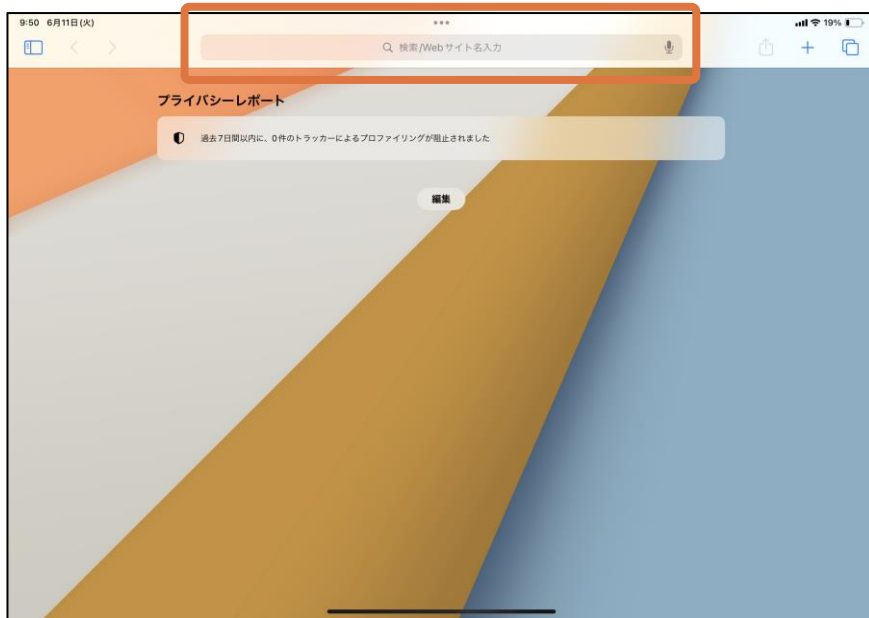 9:50 6月11日(火)
19%
検索/Webサイト名入力
プライバシーレポート
過去7日間以内に、0件のトラッカーによるプロファイリングが阻止されました
編集